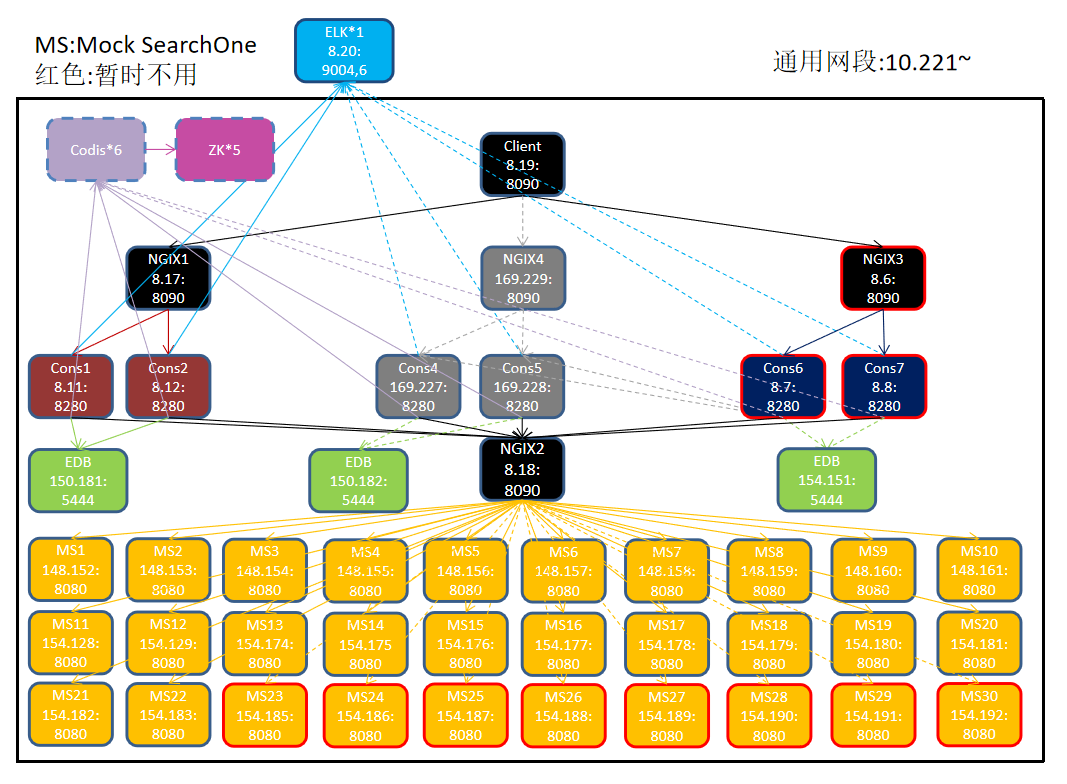 MS:Mock SearchOne
红色:暂时不用
ELK*1
8.20:
9004,6
通用网段:10.221~
Codis*6
ZK*5
Client
8.19:
8090
NGIX1
8.17:
8090
NGIX4
169.229:
8090
NGIX3
8.6:
8090
Cons1
8.11:
8280
Cons2
8.12:
8280
Cons4
169.227:
8280
Cons5
169.228:
8280
Cons6
8.7:
8280
Cons7
8.8:
8280
EDB
150.181:
5444
EDB
150.182:
5444
NGIX2
8.18:
8090
EDB
154.151:
5444
MS1
148.152:
8080
MS2
148.153:
8080
MS3
148.154:
8080
MS4
148.155:
8080
MS5
148.156:
8080
MS6
148.157:
8080
MS7
148.158:
8080
MS8
148.159:
8080
MS9
148.160:
8080
MS10
148.161:
8080
MS11
154.128:
8080
MS12
154.129:
8080
MS13
154.174:
8080
MS14
154.175
8080
MS15
154.176:
8080
MS16
154.177:
8080
MS17
154.178:
8080
MS18
154.179:
8080
MS19
154.180:
8080
MS20
154.181:
8080
MS21
154.182:
8080
MS22
154.183:
8080
MS23
154.185:
8080
MS24
154.186:
8080
MS25
154.187:
8080
MS26
154.188:
8080
MS27
154.189:
8080
MS28
154.190:
8080
MS29
154.191:
8080
MS30
154.192:
8080